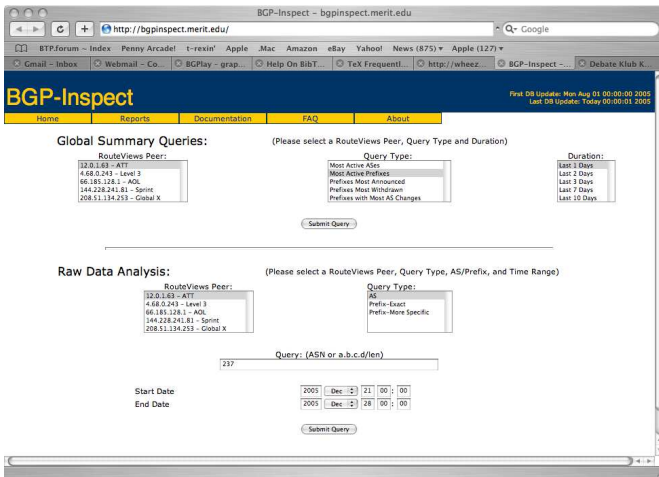 BGP-Inspect – bgpinspect.merit.edu
http://bgpinspect.merit.edu/
Google
BTP.forum – Index Penny Arcade! t-rexin' Apple .Mac Amazon eBay Yahoo! News (875) Apple (127)
Gmail – Inbox Webmail – Co... BGPlay – grap... Help On BibT... TeX Frequentl... http://wheez... BGP-Inspect –... Debate Klub K...
BGP-Inspect
First DB Update: Mon Aug 01 00:00:00 2005
Last DB Update: Today 00:00:01 2005
Home Reports Documentation FAQ About
Global Summary Queries: (Please select a RouteViews Peer, Query Type and Duration)
RouteViews Peer: Query Type: Duration:
12.0.1.63 – ATT Most Active ASes Last 1 Days
4.68.0.243 – Level 3 Most Active Prefixes Last 2 Days
66.185.128.1 – AOL Prefixes Most Announced Last 3 Days
144.228.241.81 – Sprint Prefixes Most Withdrawn Last 7 Days
208.51.134.253 – Global X Prefixes with Most AS Changes Last 10 Days
Submit Query
Raw Data Analysis: (Please select a RouteViews Peer, Query Type, AS/Prefix, and Time Range)
RouteViews Peer: Query Type:
12.0.1.63 – ATT AS
4.68.0.243 – Level 3 Prefix-Exact
66.185.128.1 – AOL Prefix-More Specific
144.228.241.81 – Sprint
208.51.134.253 – Global X
Query: (ASN or a.b.c.d/len)
237
Start Date 2005 Dec 21 00 : 00
End Date 2005 Dec 28 00 : 00
Submit Query